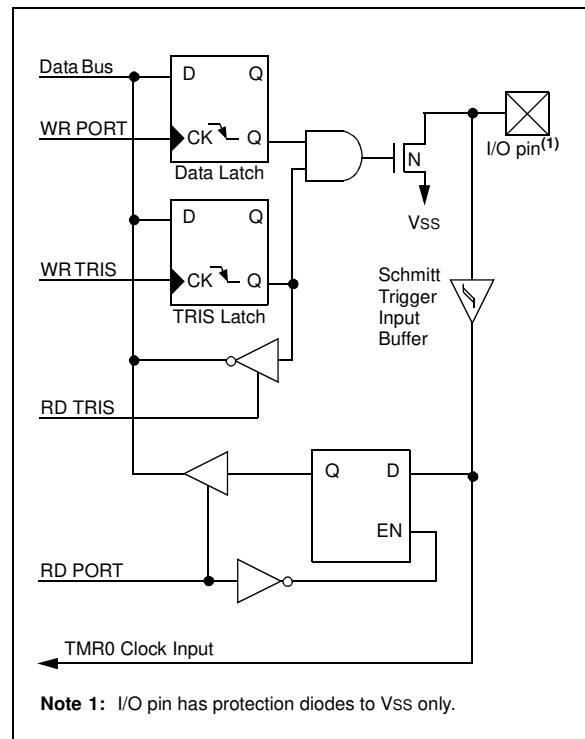 Data Bus
D Q
WR PORT
CK Q
Data Latch
N
I/O pin(1)
VSS
D Q
WR TRIS
CK Q
TRIS Latch
Schmitt
Trigger
Input
Buffer
RD TRIS
Q D
EN
RD PORT
TMR0 Clock Input
Note 1: I/O pin has protection diodes to VSS only.